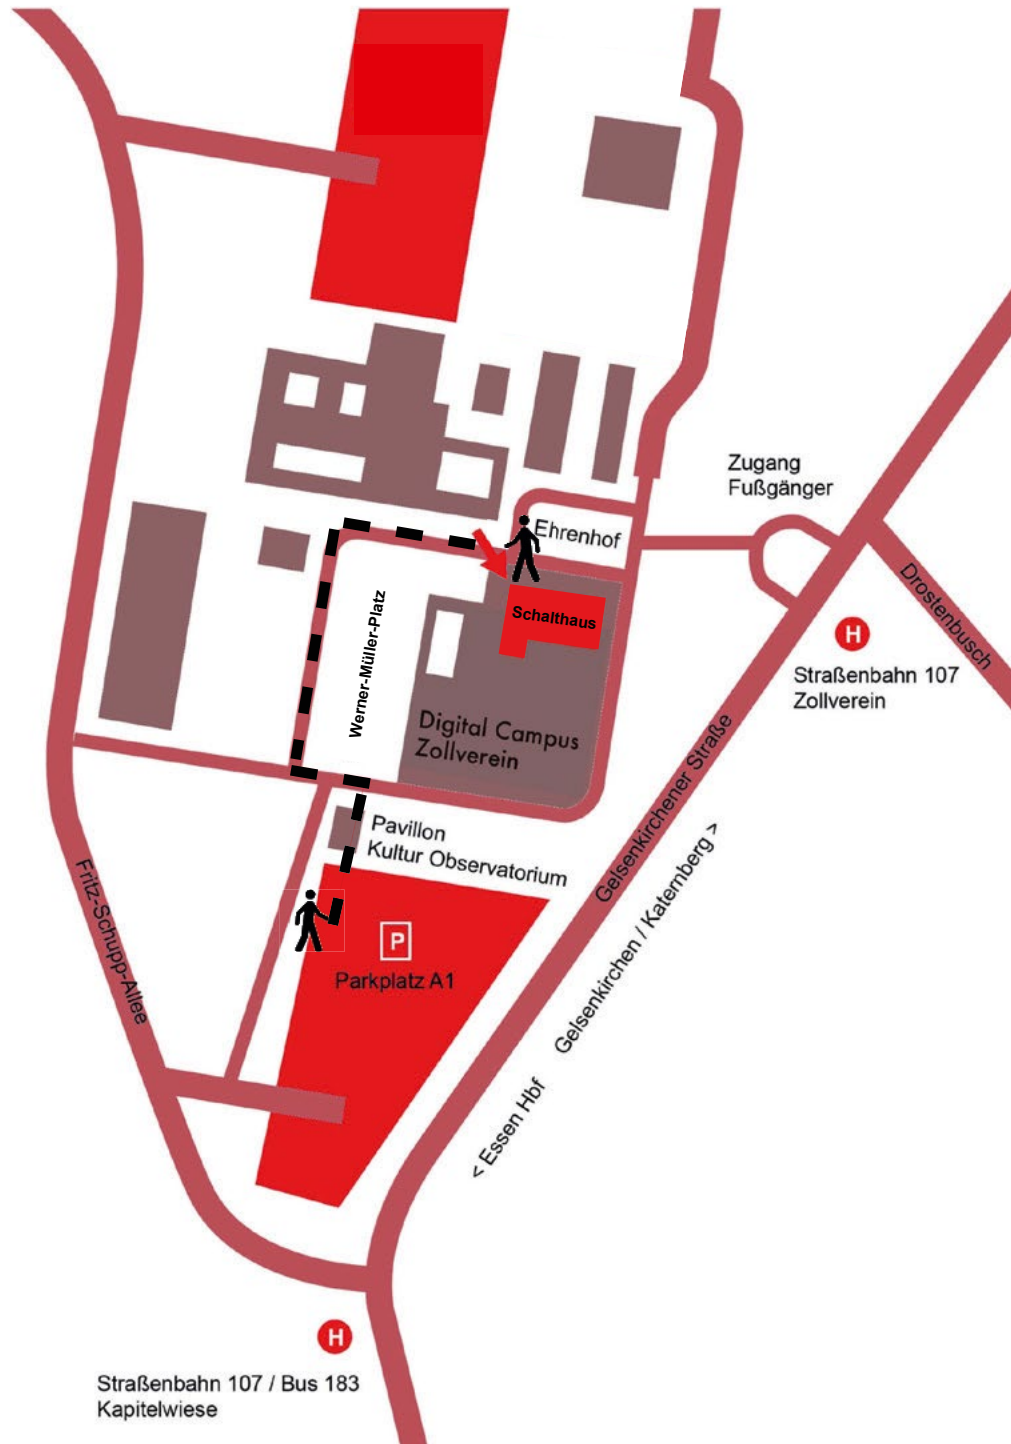 Zugang
Fußgänger
Ehrenhof
Schalthaus
Drostenbusch
H
Straßenbahn 107
Zollverein
Werner-Müller-Platz
Digital Campus
Zollverein
Gelsenkirchener Straße
Pavillon
Kultur Observatorium
Gelsenkirchen / Katernberg >
Fritz-Schupp-Allee
P
Parkplatz A1
< Essen Hbf
H
Straßenbahn 107 / Bus 183
Kapitelwiese